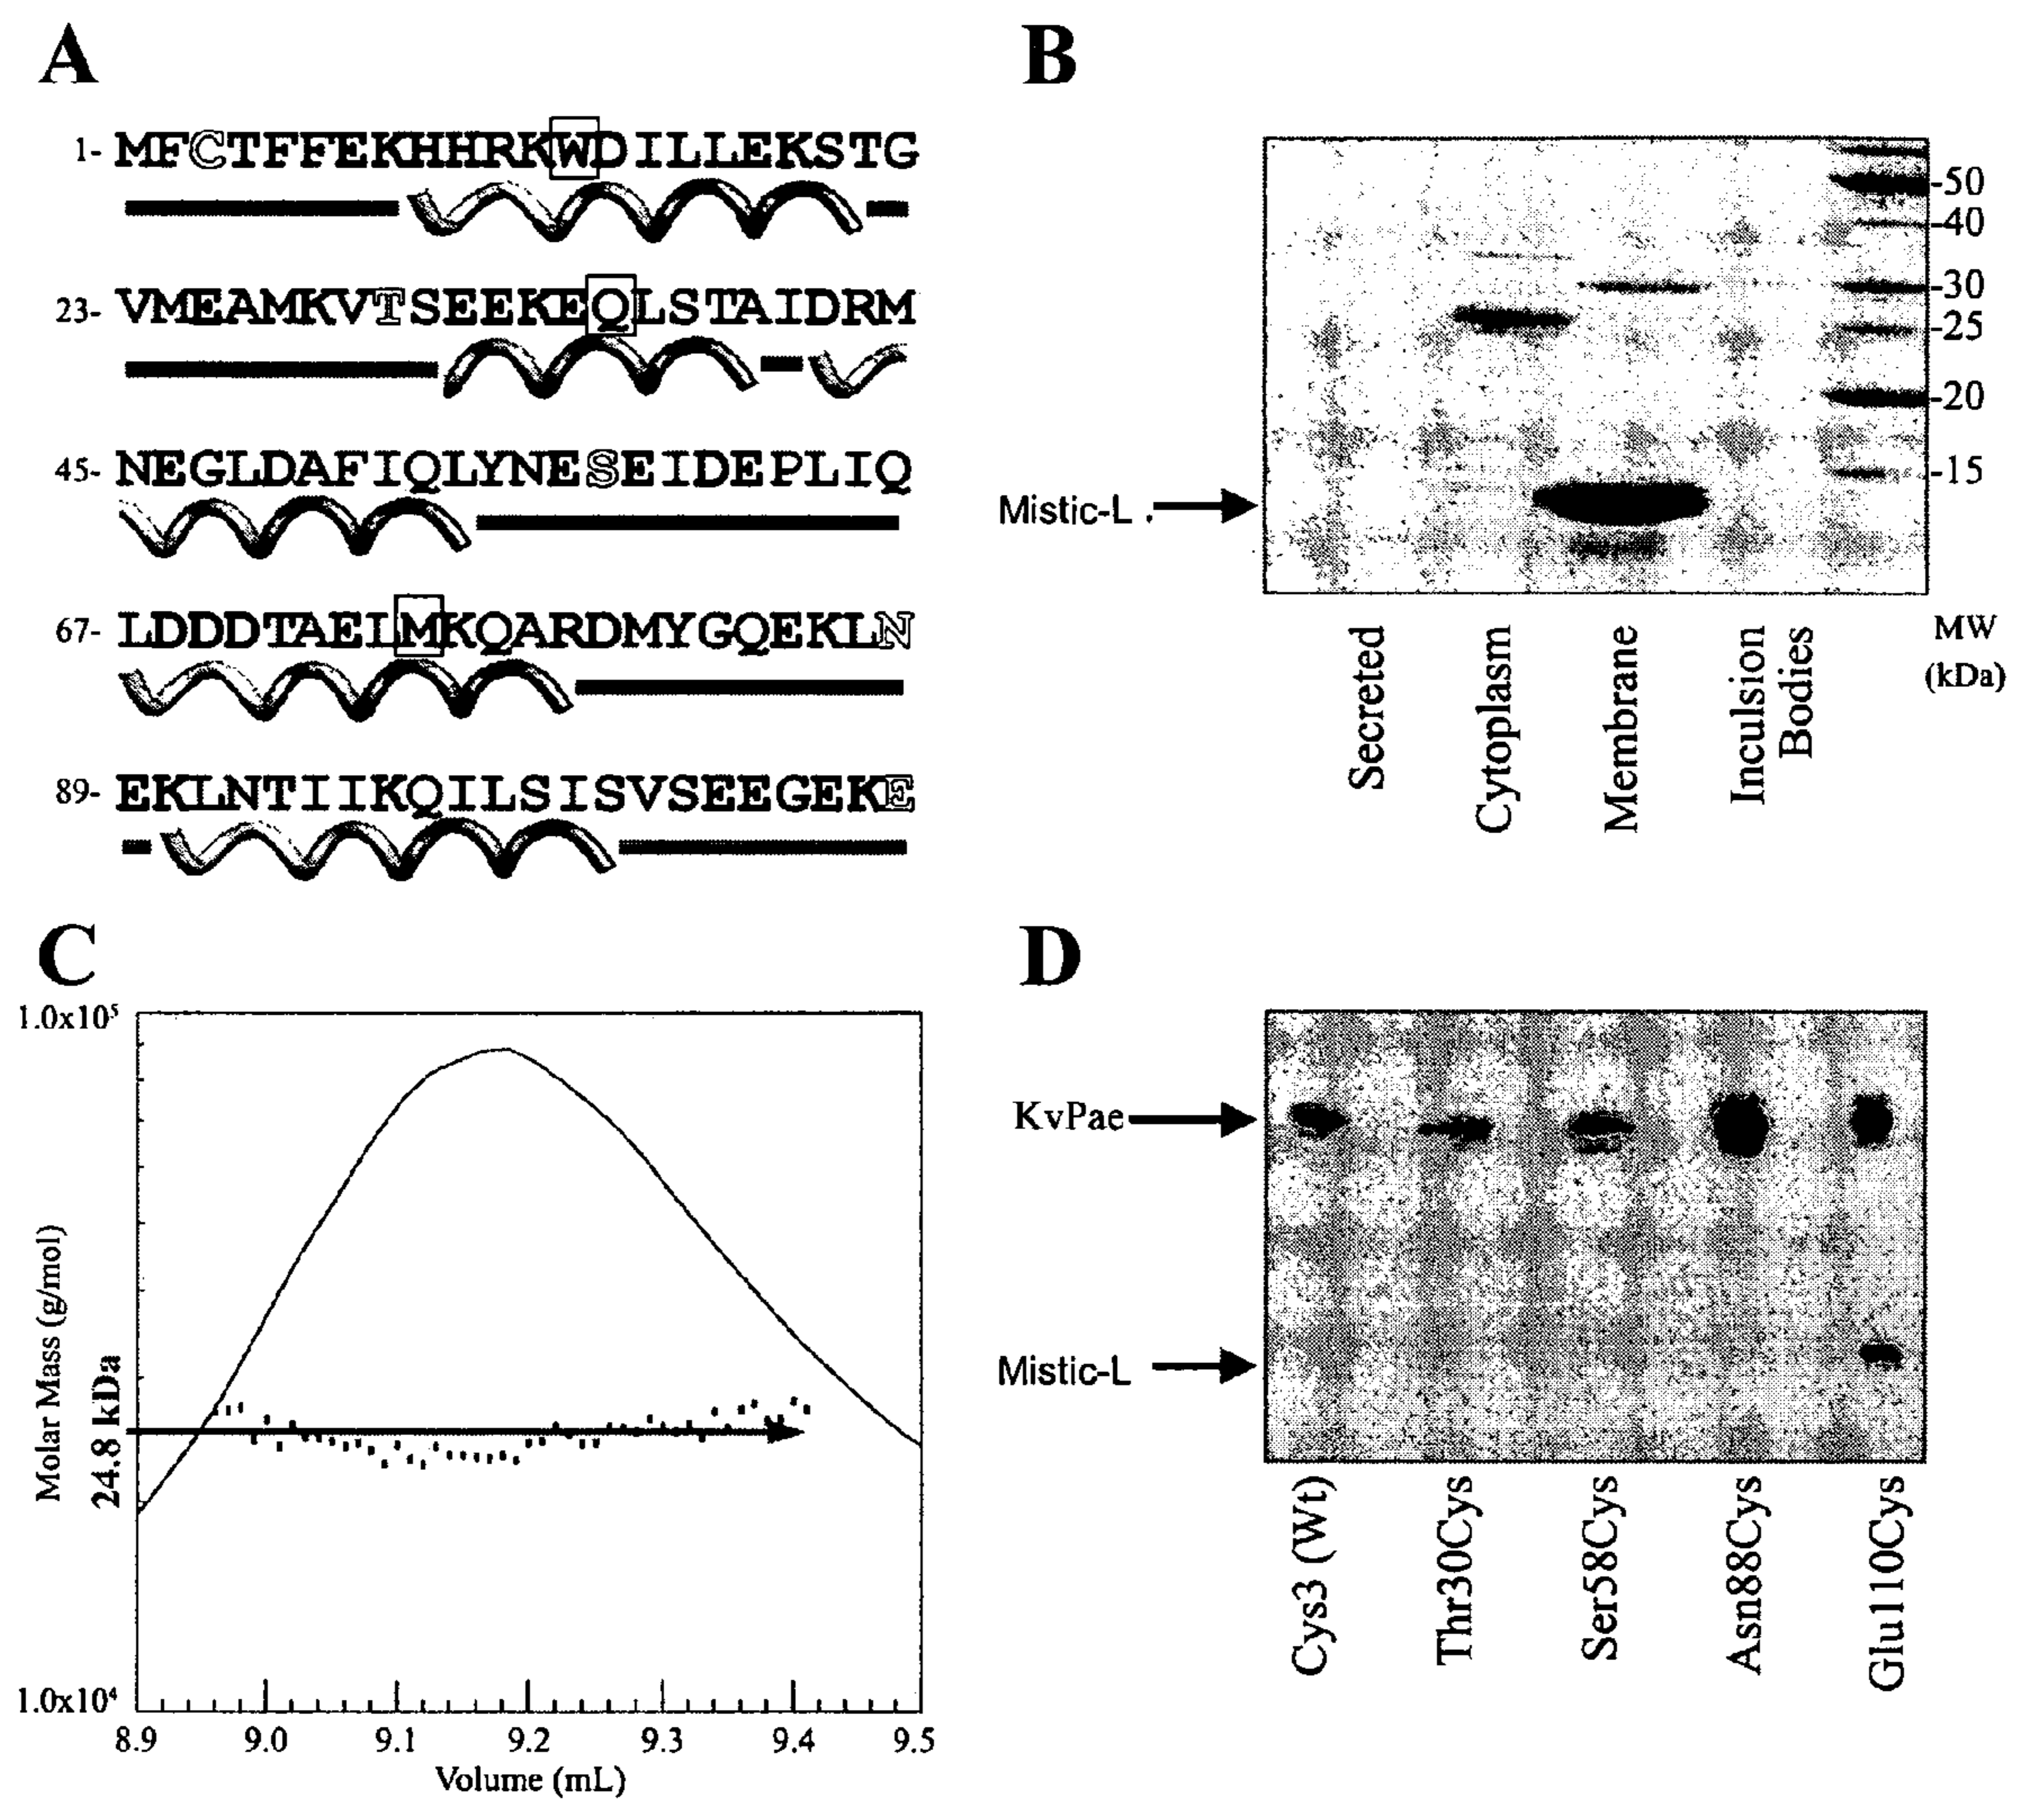 A
1- MFCTFFEKHHRKWDILLEKSTG
23- VMEAMKVTSEEKEQLSTAIDRM
45- NEGLDAFIQLYNESEIDEPLIQ
67- LDDDTAELMKQARDMYGQEKLN
89- EKLNTIIKQILSISVSEEGEKE
B
-50
-40
-30
-25
-20
-15
Mistic-L
MW
(kDa)
Secreted
Cytoplasm
Membrane
Inculsion
Bodies
C
1.0x10⁵
Molar Mass (g/mol)
24.8 kDa
1.0x10⁴
8.9 9.0 9.1 9.2 9.3 9.4 9.5
Volume (mL)
D
KvPae
Mistic-L
Cys3 (Wt)
Thr30Cys
Ser58Cys
Asn88Cys
Glu110Cys